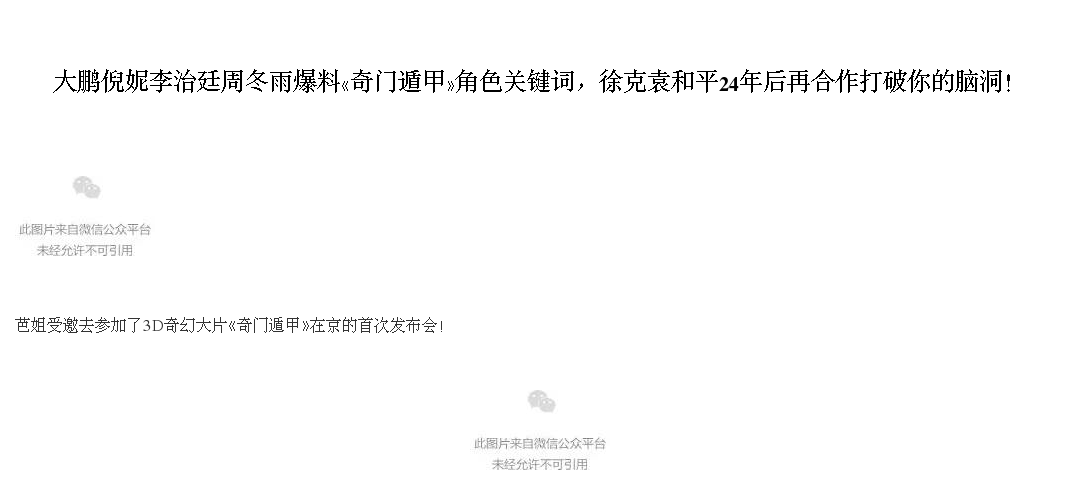 大鹏倪妮李治廷周冬雨爆料《奇门遁甲》角色关键词，徐克袁和平24年后再合作打破你的脑洞！
此图片来自微信公众平台
未经允许不可引用
芭姐受邀去参加了3D奇幻大片《奇门遁甲》在京的首次发布会！
此图片来自微信公众平台
未经允许不可引用